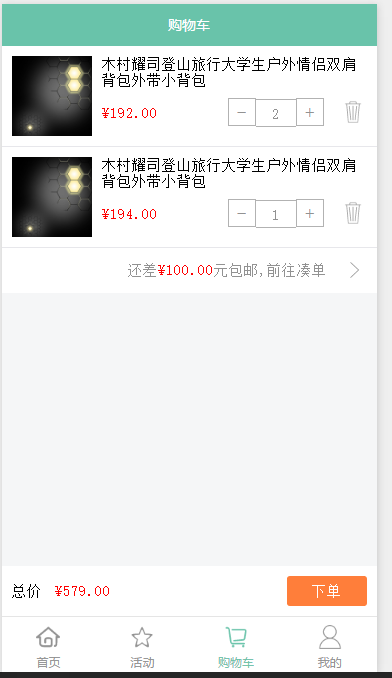 购物车
木村耀司登山旅行大学生户外情侣双肩
背包外带小背包
¥192.00 － 2 ＋
木村耀司登山旅行大学生户外情侣双肩
背包外带小背包
¥194.00 － 1 ＋
还差¥100.00元包邮,前往凑单
总价 ¥579.00 下单
首页 活动 购物车 我的